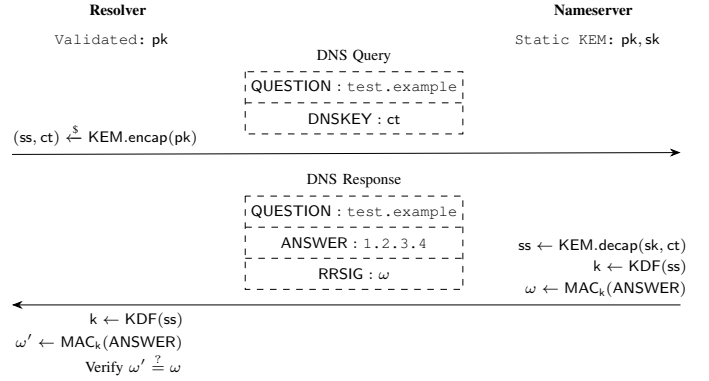 Resolver Nameserver
Validated: pk Static KEM: pk, sk
DNS Query
QUESTION : test.example
DNSKEY : ct
(ss, ct) $← KEM.encap(pk)
DNS Response
QUESTION : test.example
ANSWER : 1.2.3.4
RRSIG : ω
ss ← KEM.decap(sk, ct)
k ← KDF(ss)
ω ← MACₖ(ANSWER)
k ← KDF(ss)
ω′ ← MACₖ(ANSWER)
Verify ω′ ≟ ω